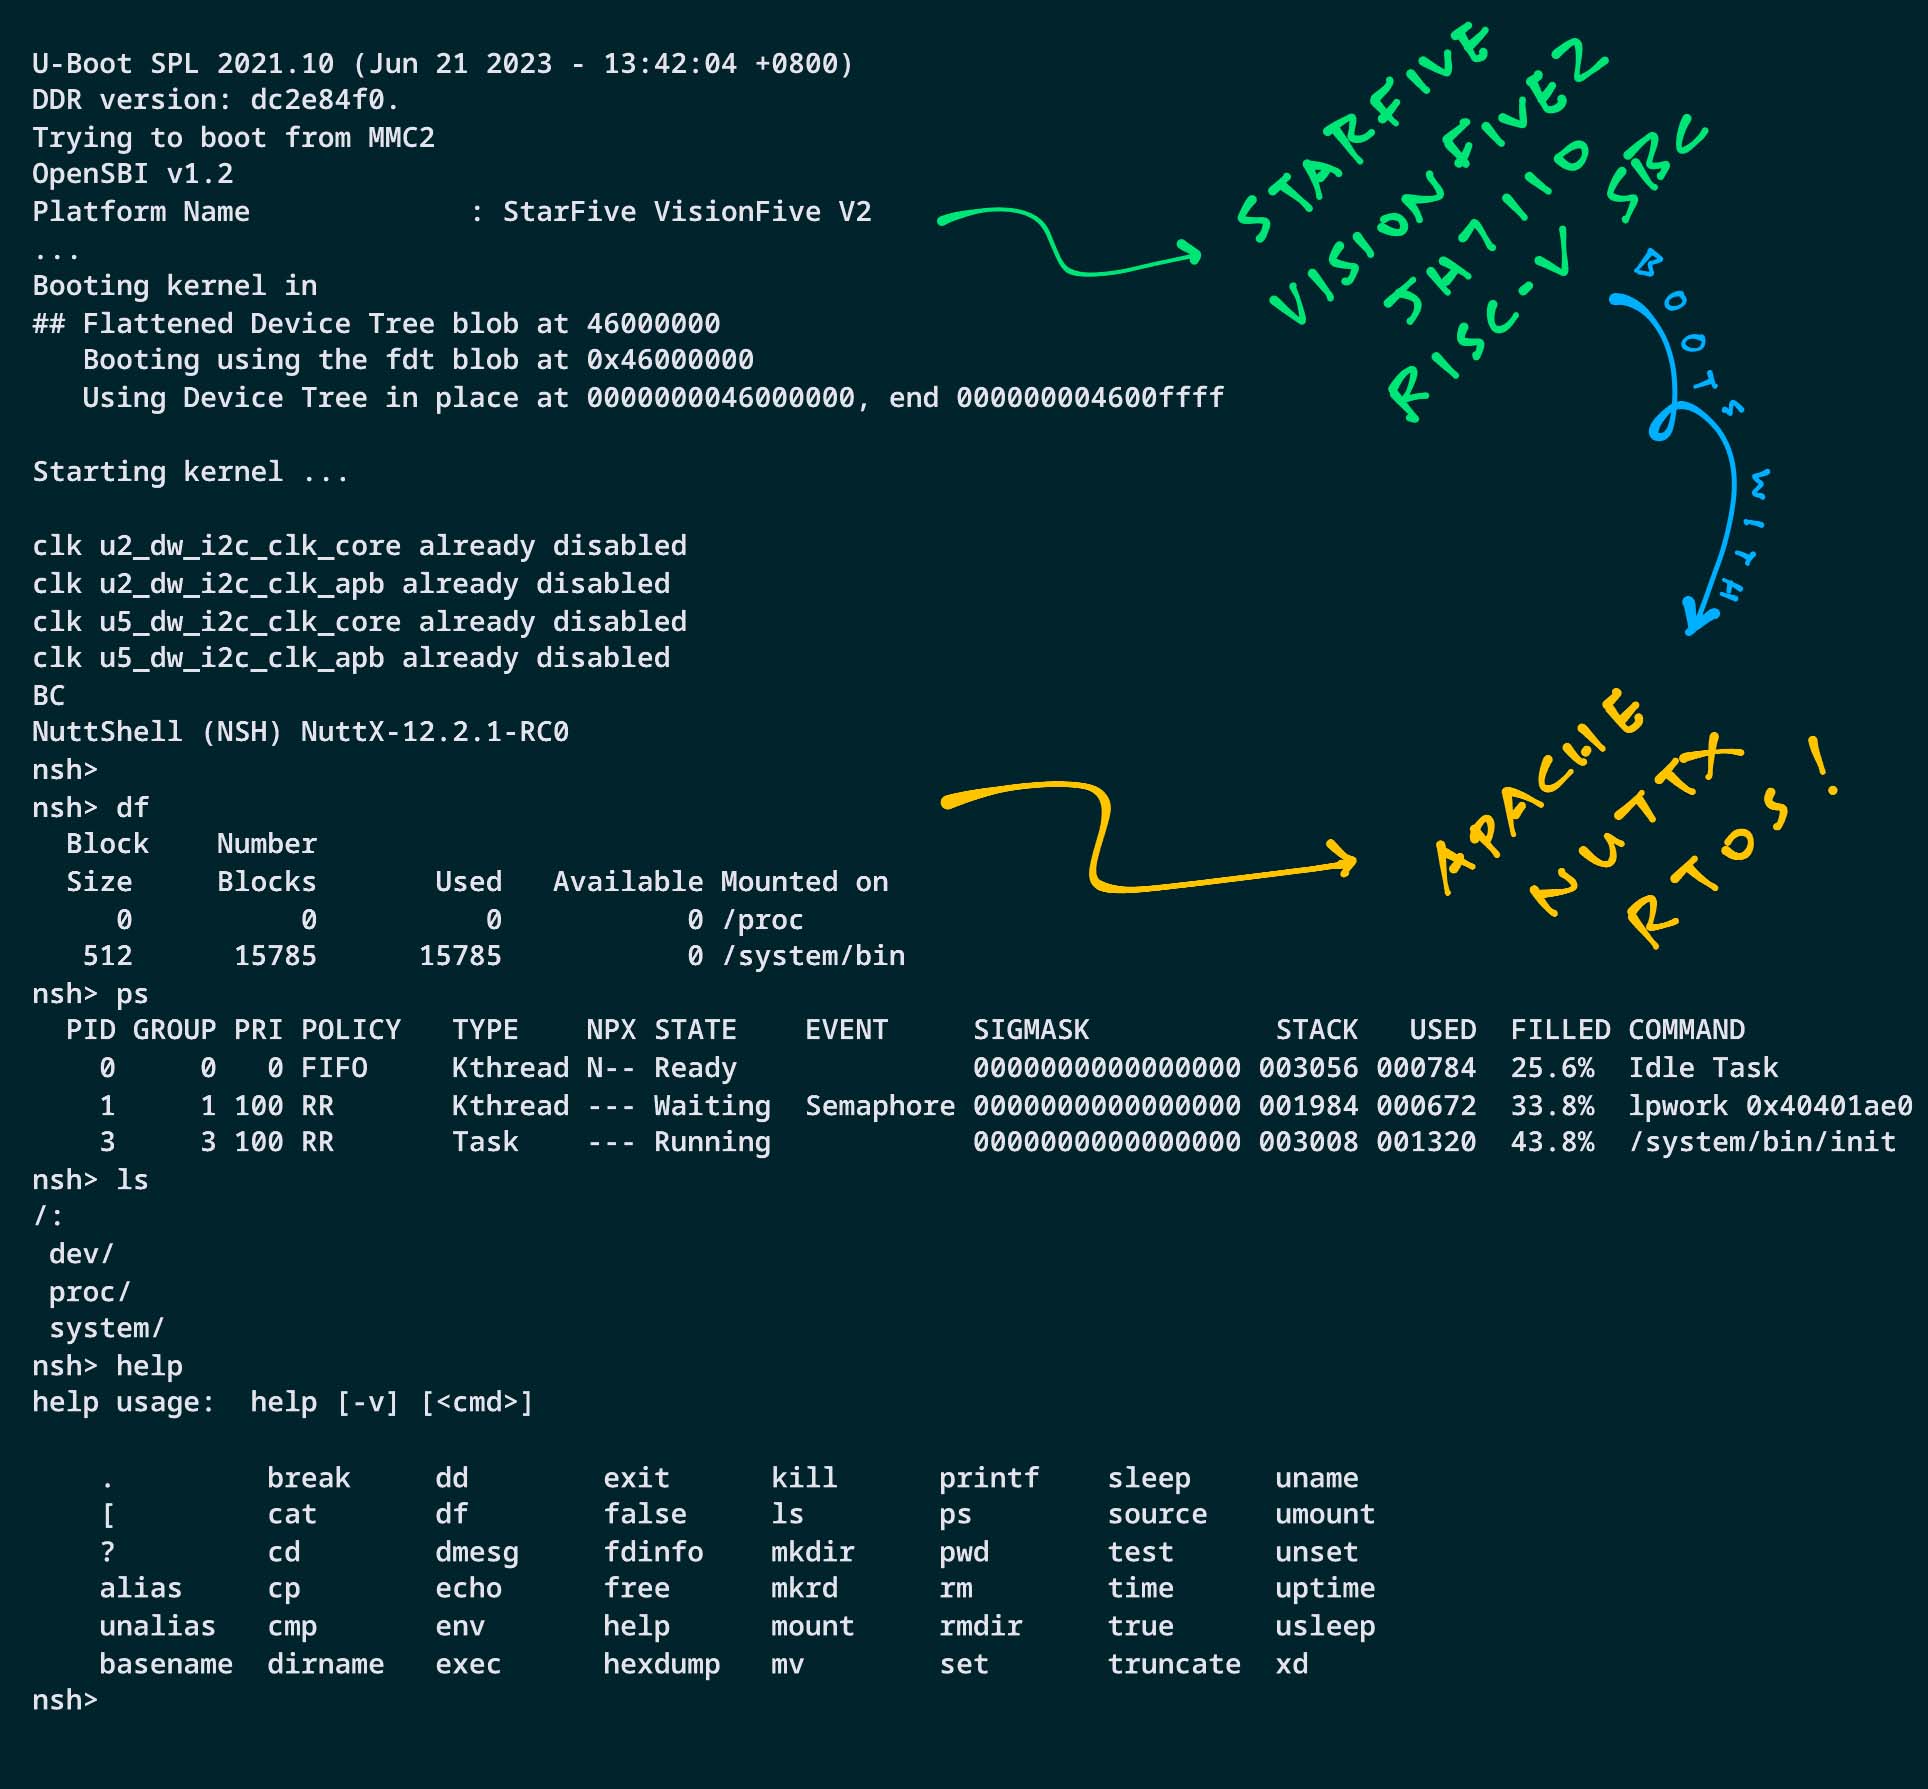 U-Boot SPL 2021.10 (Jun 21 2023 - 13:42:04 +0800)
DDR version: dc2e84f0.
Trying to boot from MMC2
OpenSBI v1.2
Platform Name             : StarFive VisionFive V2
...
Booting kernel in
## Flattened Device Tree blob at 46000000
   Booting using the fdt blob at 0x46000000
   Using Device Tree in place at 0000000046000000, end 000000004600ffff
Starting kernel ...
clk u2_dw_i2c_clk_core already disabled
clk u2_dw_i2c_clk_apb already disabled
clk u5_dw_i2c_clk_core already disabled
clk u5_dw_i2c_clk_apb already disabled
BC
NuttShell (NSH) NuttX-12.2.1-RC0
nsh>
nsh> df
  Block    Number
  Size     Blocks       Used   Available Mounted on
     0          0          0           0 /proc
   512      15785      15785           0 /system/bin
nsh> ps
  PID GROUP PRI POLICY   TYPE    NPX STATE    EVENT     SIGMASK           STACK   USED  FILLED COMMAND
    0     0   0 FIFO     Kthread N-- Ready              0000000000000000 003056 000784  25.6%  Idle Task
    1     1 100 RR       Kthread --- Waiting  Semaphore 0000000000000000 001984 000672  33.8%  lpwork 0x40401ae0
    3     3 100 RR       Task    --- Running            0000000000000000 003008 001320  43.8%  /system/bin/init
nsh> ls
/:
 dev/
 proc/
 system/
nsh> help
help usage:  help [-v] [<cmd>]
    .         break     dd        exit      kill      printf    sleep     uname
    [         cat       df        false     ls        ps        source    umount
    ?         cd        dmesg     fdinfo    mkdir     pwd       test      unset
    alias     cp        echo      free      mkrd      rm        time      uptime
    unalias   cmp       env       help      mount     rmdir     true      usleep
    basename  dirname   exec      hexdump   mv        set       truncate  xd
nsh>
STARFIVE
VISIONFIVE2
JH7110
RISC-V SBC
BOOTS WITH
APACHE
NUTTX
RTOS!